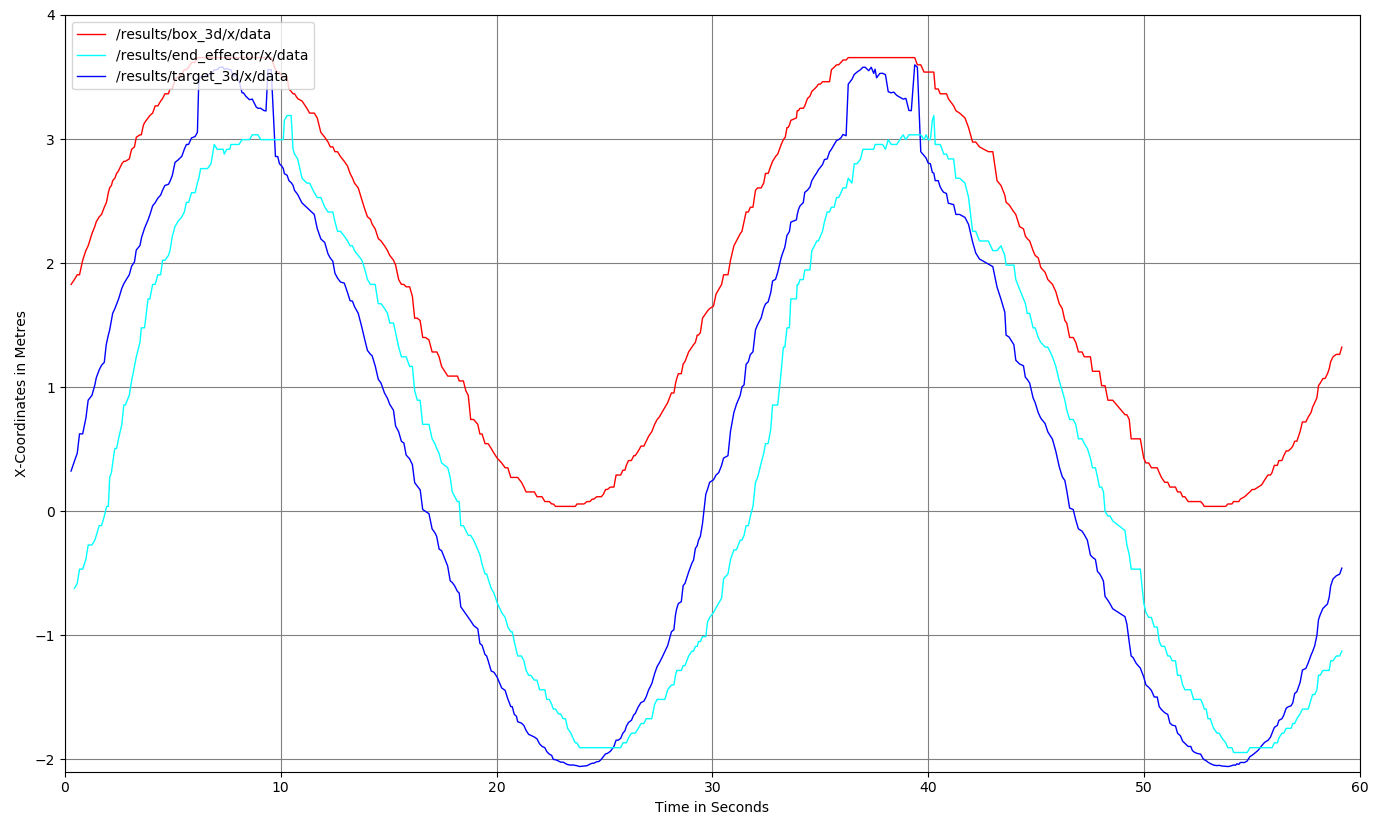 /results/box_3d/x/data
/results/end_effector/x/data
/results/target_3d/x/data
X-Coordinates in Metres
4
3
2
1
0
−1
−2
0 10 20 30 40 50 60
Time in Seconds